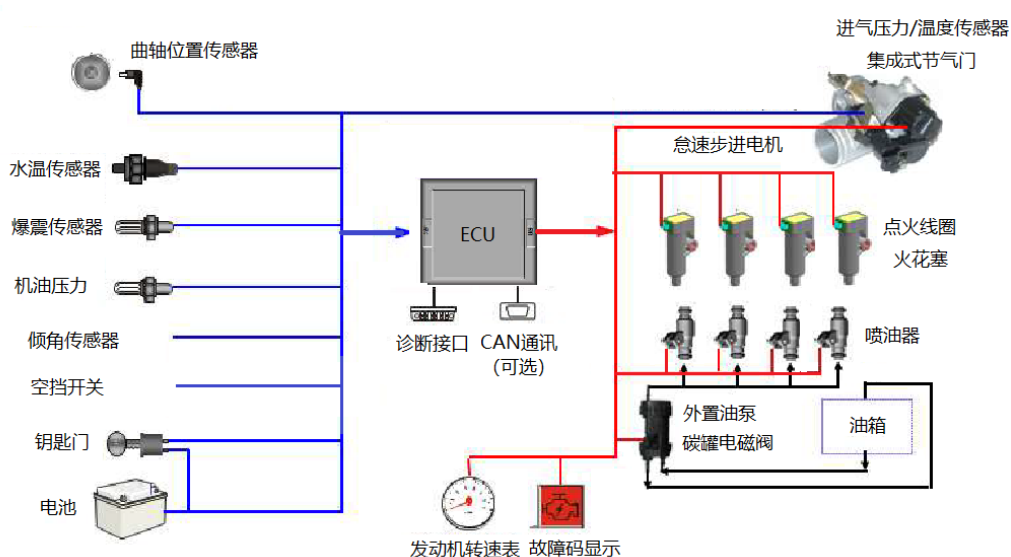 曲轴位置传感器
进气压力/温度传感器
集成式节气门
水温传感器
爆震传感器
机油压力
倾角传感器
空挡开关
钥匙门
电池
ECU
诊断接口
CAN通讯
(可选)
怠速步进电机
点火线圈
火花塞
喷油器
外置油泵
碳罐电磁阀
油箱
发动机转速表
故障码显示